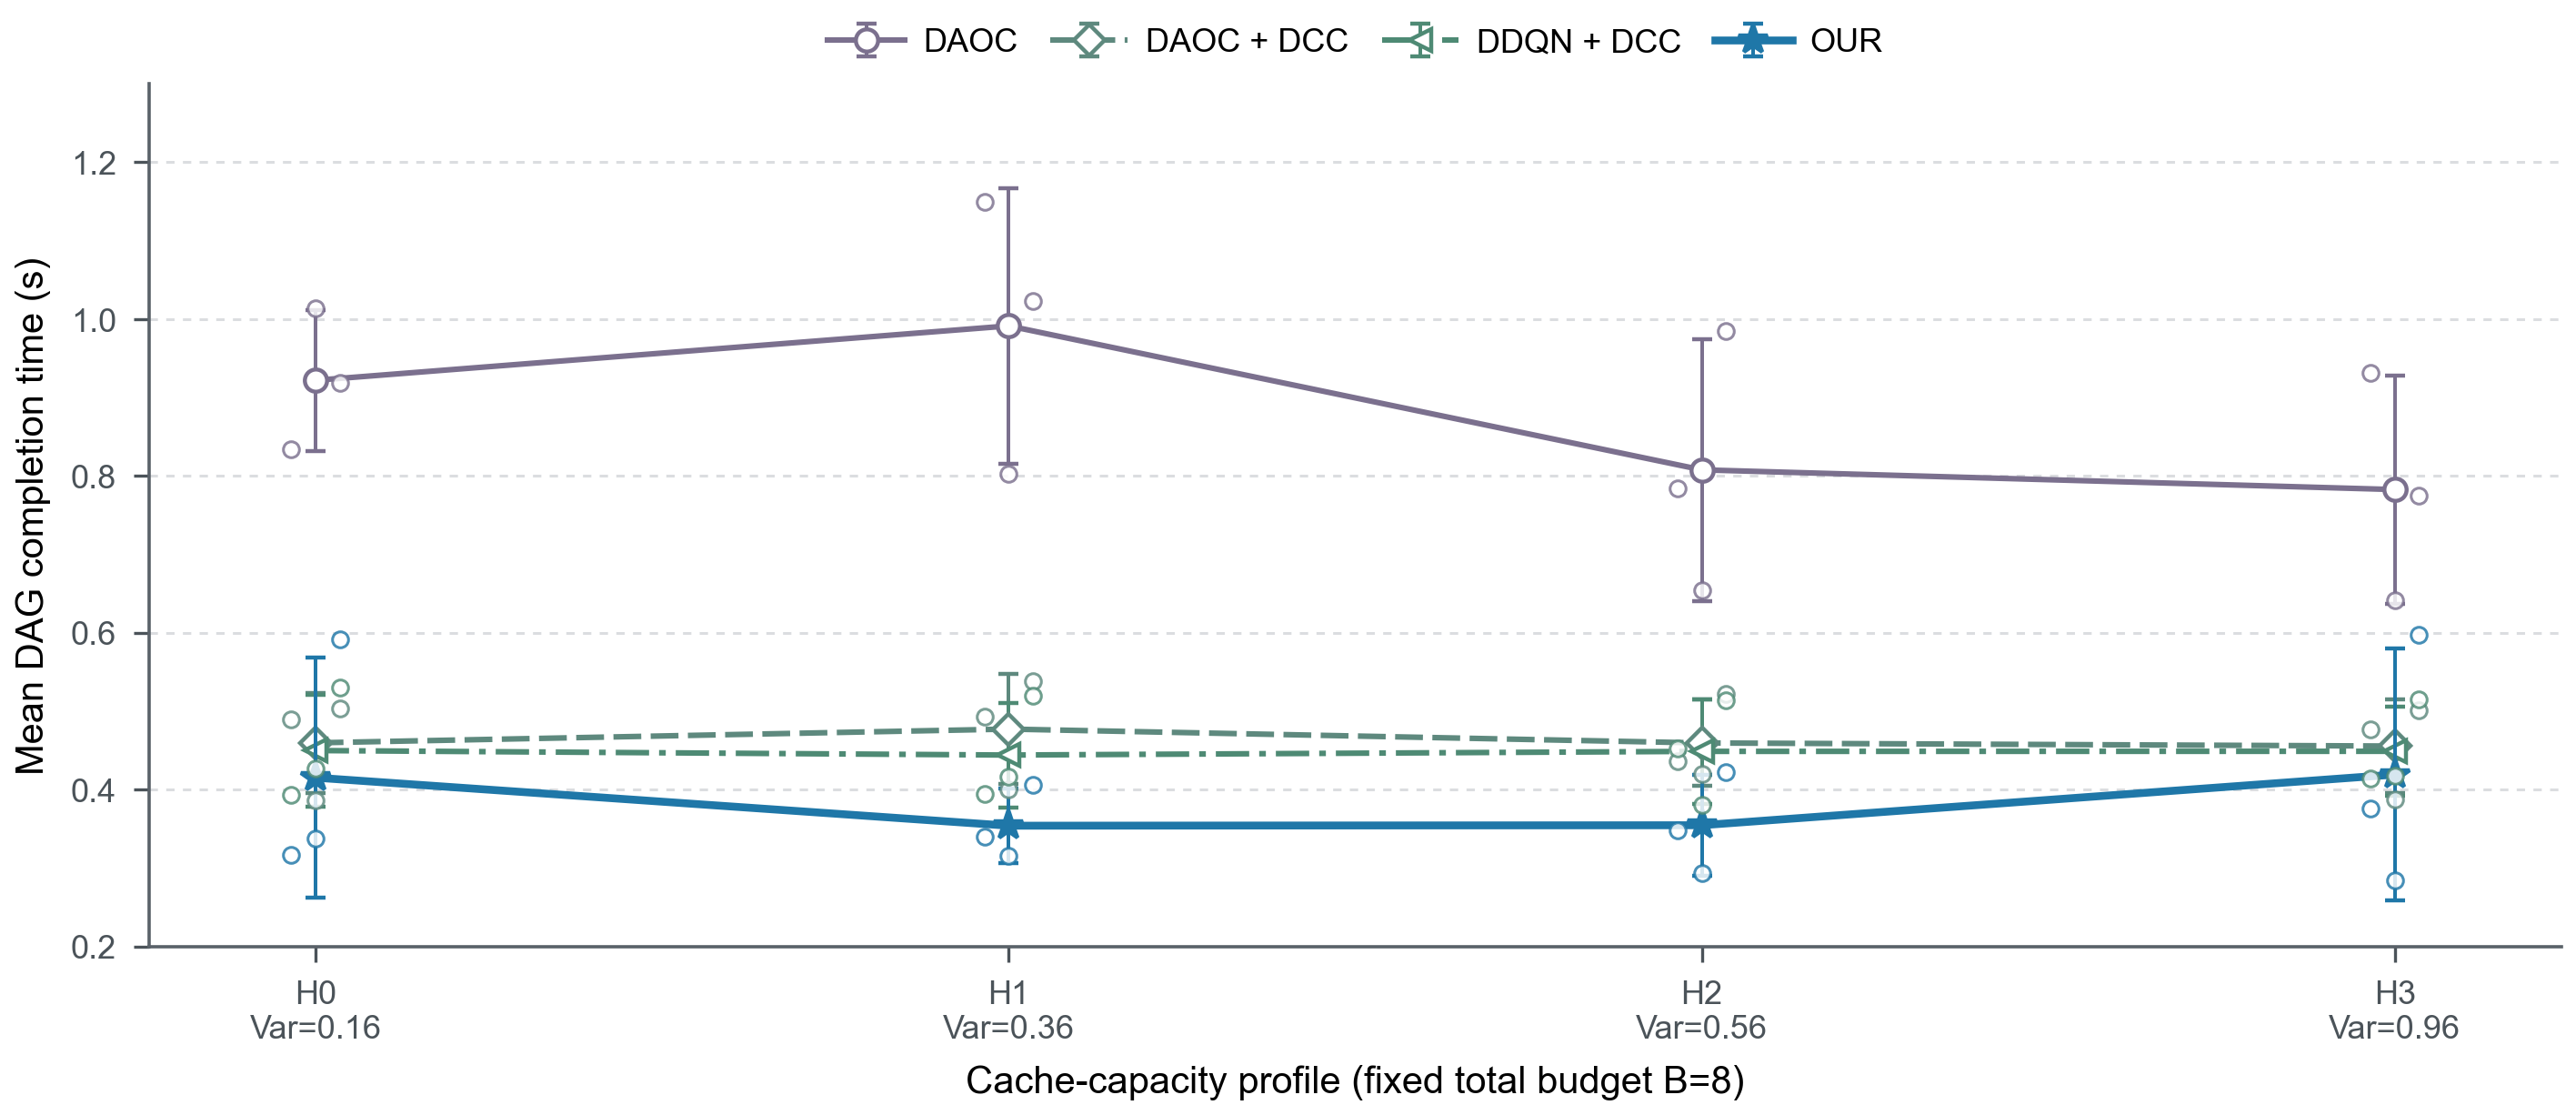 DAOC DAOC + DCC DDQN + DCC OUR
Mean DAG completion time (s)
1.2
1.0
0.8
0.6
0.4
0.2
H0 H1 H2 H3
Var=0.16 Var=0.36 Var=0.56 Var=0.96
Cache-capacity profile (fixed total budget B=8)